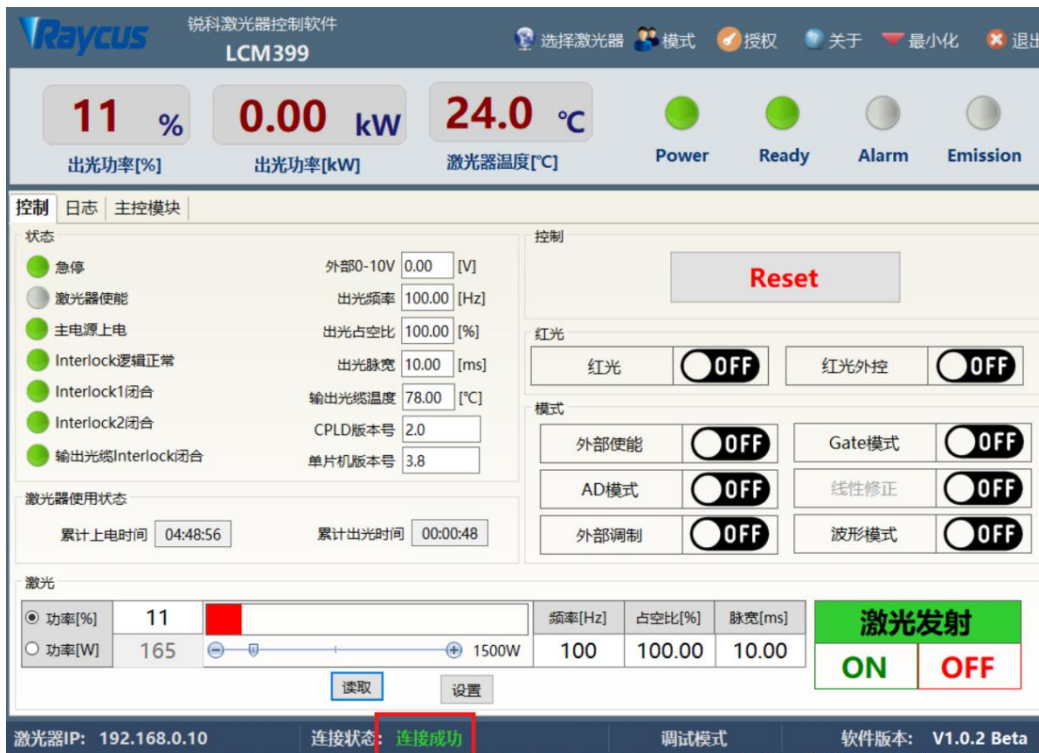 Raycus
锐科激光器控制软件
LCM399
选择激光器 模式 授权 关于 最小化 退出
11 % 0.00 kW 24.0 ℃
出光功率[%] 出光功率[kW] 激光器温度[℃] Power Ready Alarm Emission
控制 日志 主控模块
状态
急停
激光器使能
主电源上电
Interlock逻辑正常
Interlock1闭合
Interlock2闭合
输出光缆Interlock闭合
外部0-10V 0.00 [V]
出光频率 100.00 [Hz]
出光占空比 100.00 [%]
出光脉宽 10.00 [ms]
输出光缆温度 78.00 [℃]
CPLD版本号 2.0
单片机版本号 3.8
激光器使用状态
累计上电时间 04:48:56 累计出光时间 00:00:48
控制
Reset
红光
红光 OFF 红光外控 OFF
模式
外部使能 OFF Gate模式 OFF
AD模式 OFF 线性修正 OFF
外部调制 OFF 波形模式 OFF
激光
功率[%] 11
功率[W] 165 1500W
读取 设置
频率[Hz] 占空比[%] 脉宽[ms]
100 100.00 10.00
激光发射
ON OFF
激光器IP: 192.168.0.10 连接状态: 连接成功 调试模式 软件版本: V1.0.2 Beta